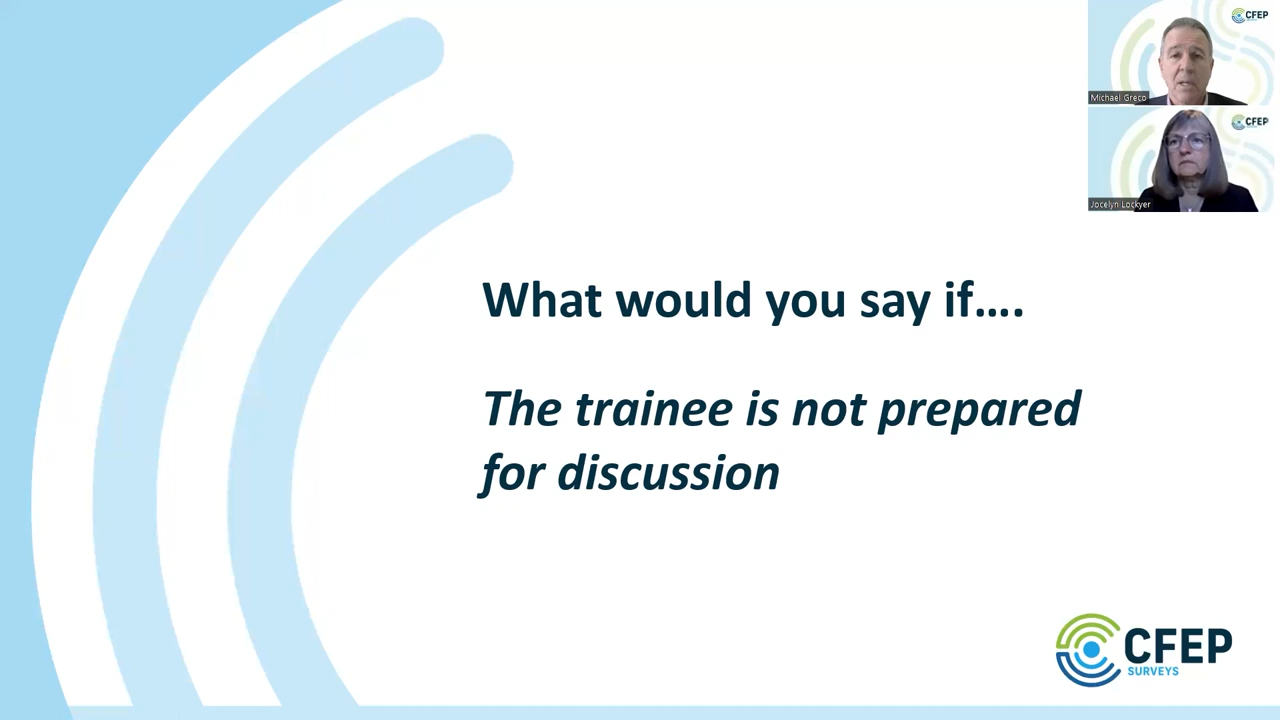 CFEP
Michael Greco
CFEP
Jocelyn Lockyer
What would you say if....
The trainee is not prepared
for discussion
CFEP
SURVEYS